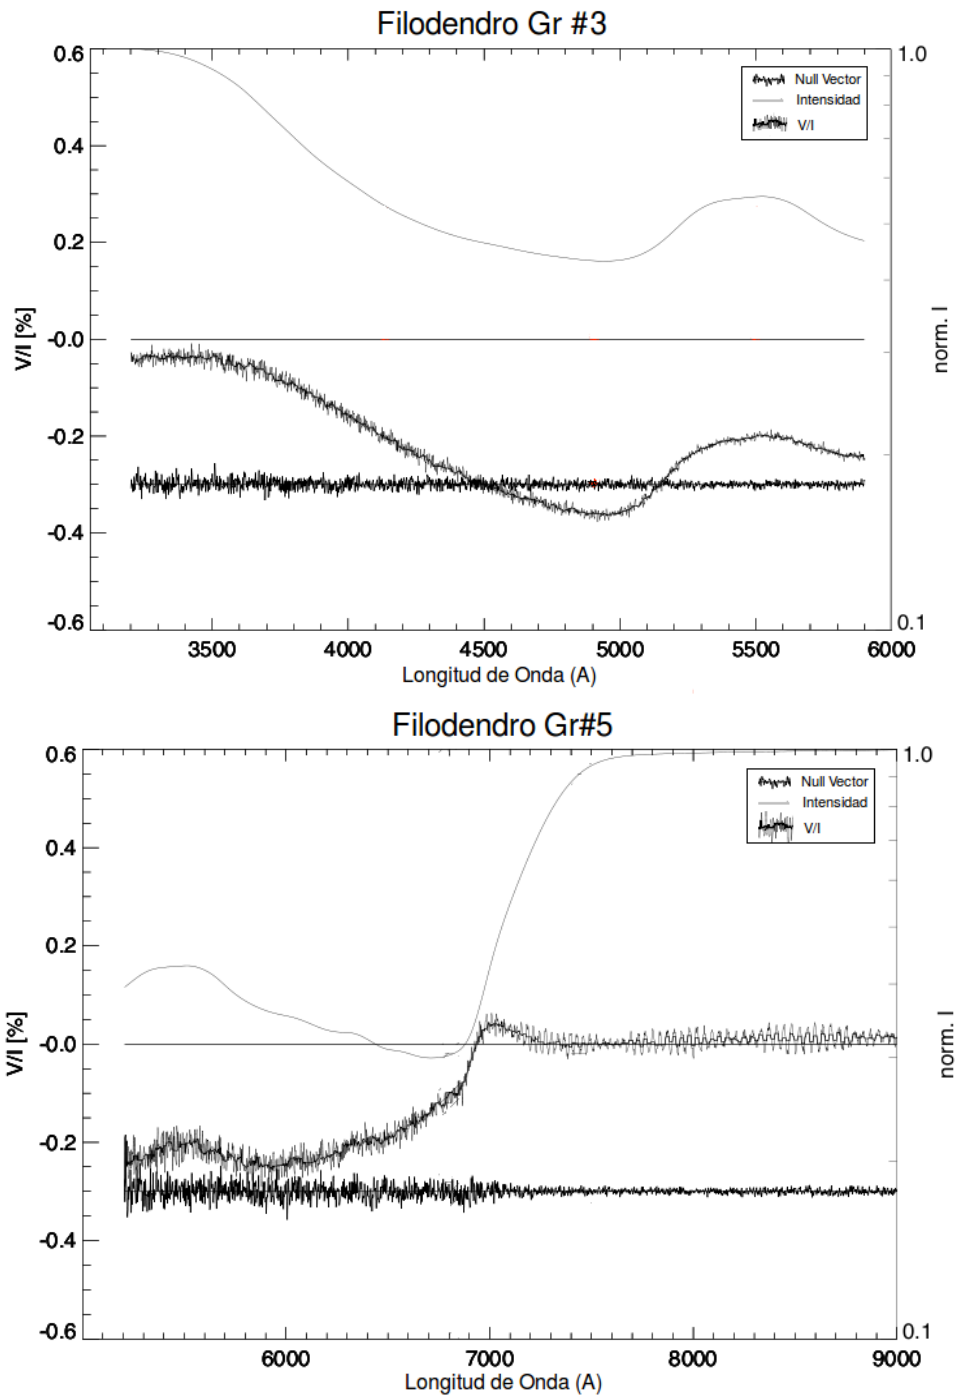 Filodendro Gr #3
0.6
0.4
0.2
-0.0
-0.2
-0.4
-0.6
V/I [%]
1.0
0.1
norm. I
Null Vector
Intensidad
V/I
3500 4000 4500 5000 5500 6000
Longitud de Onda (A)
Filodendro Gr#5
0.6
0.4
0.2
-0.0
-0.2
-0.4
-0.6
V/I [%]
1.0
0.1
norm. I
Null Vector
Intensidad
V/I
6000 7000 8000 9000
Longitud de Onda (A)